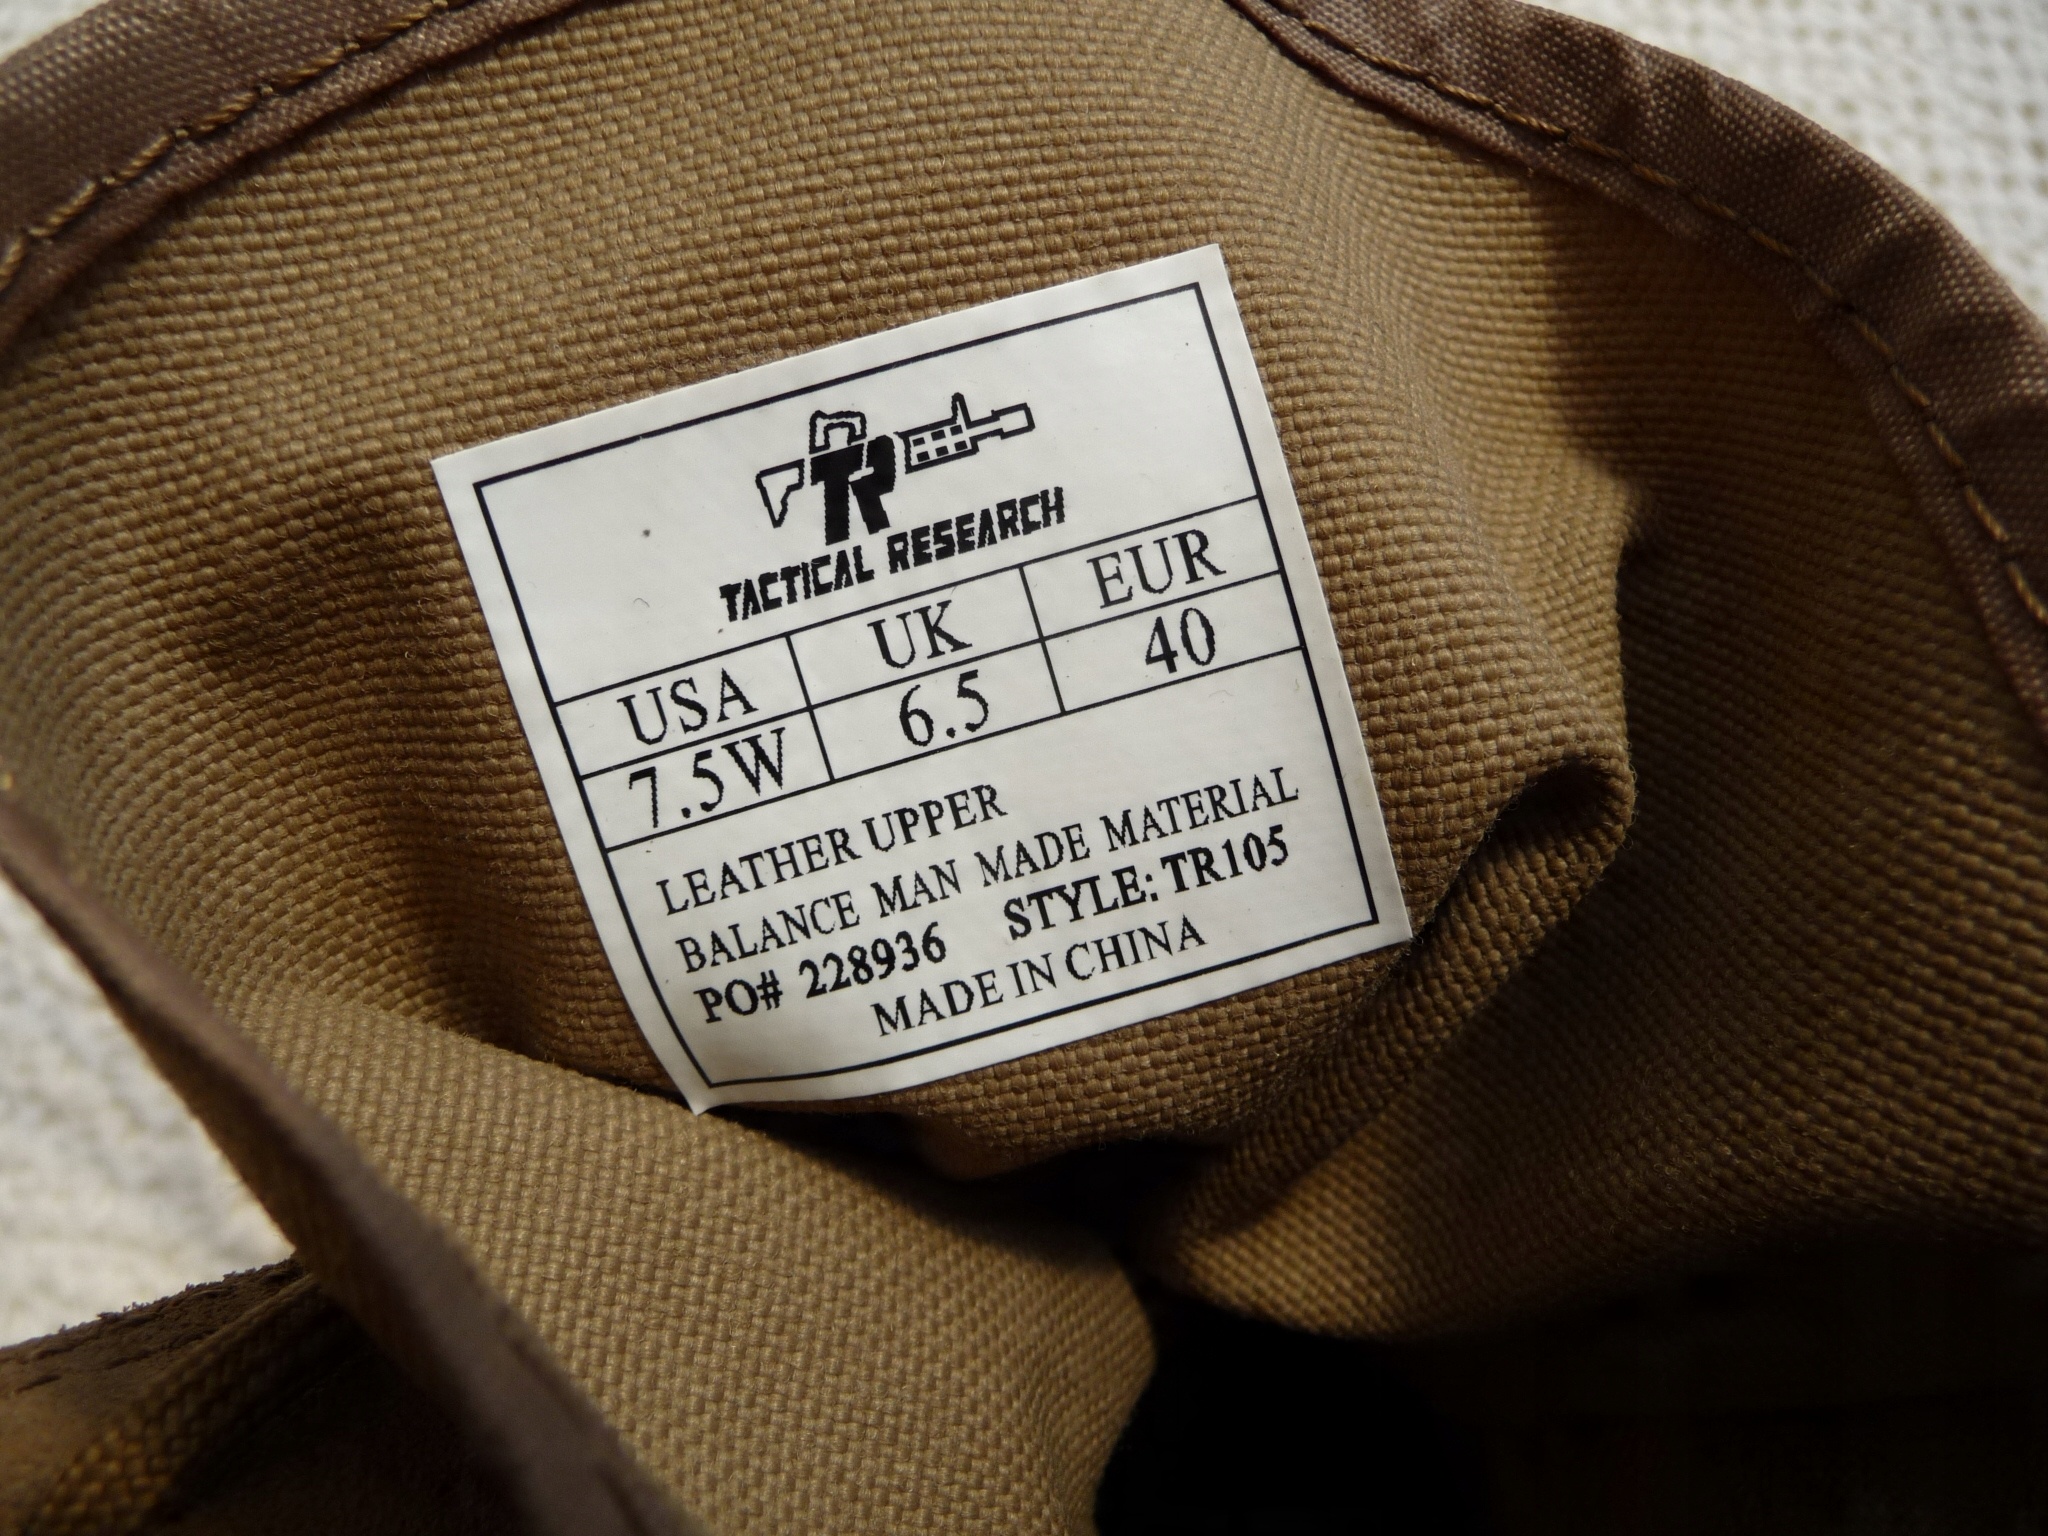 TR
TACTICAL RESEARCH
USA UK EUR
7.5W 6.5 40
LEATHER UPPER
BALANCE MAN MADE MATERIAL
PO# 228936 STYLE: TR105
MADE IN CHINA